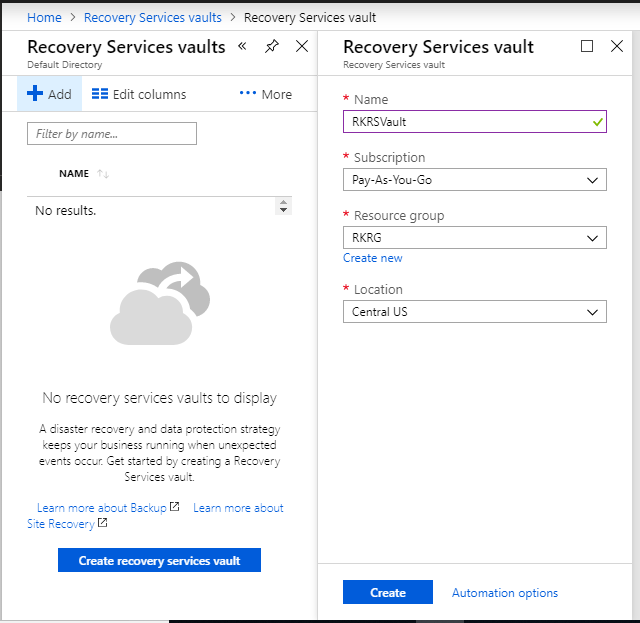 Home > Recovery Services vaults > Recovery Services vault
Recovery Services vaults «
Default Directory
Add Edit columns ••• More
Filter by name...
NAME ↑↓
No results.
No recovery services vaults to display
A disaster recovery and data protection strategy
keeps your business running when unexpected
events occur. Get started by creating a Recovery
Services vault.
Learn more about Backup Learn more about
Site Recovery
Create recovery services vault
Recovery Services vault
Recovery Services vault
* Name
RKRSVault
* Subscription
Pay-As-You-Go
* Resource group
RKRG
Create new
* Location
Central US
Create Automation options